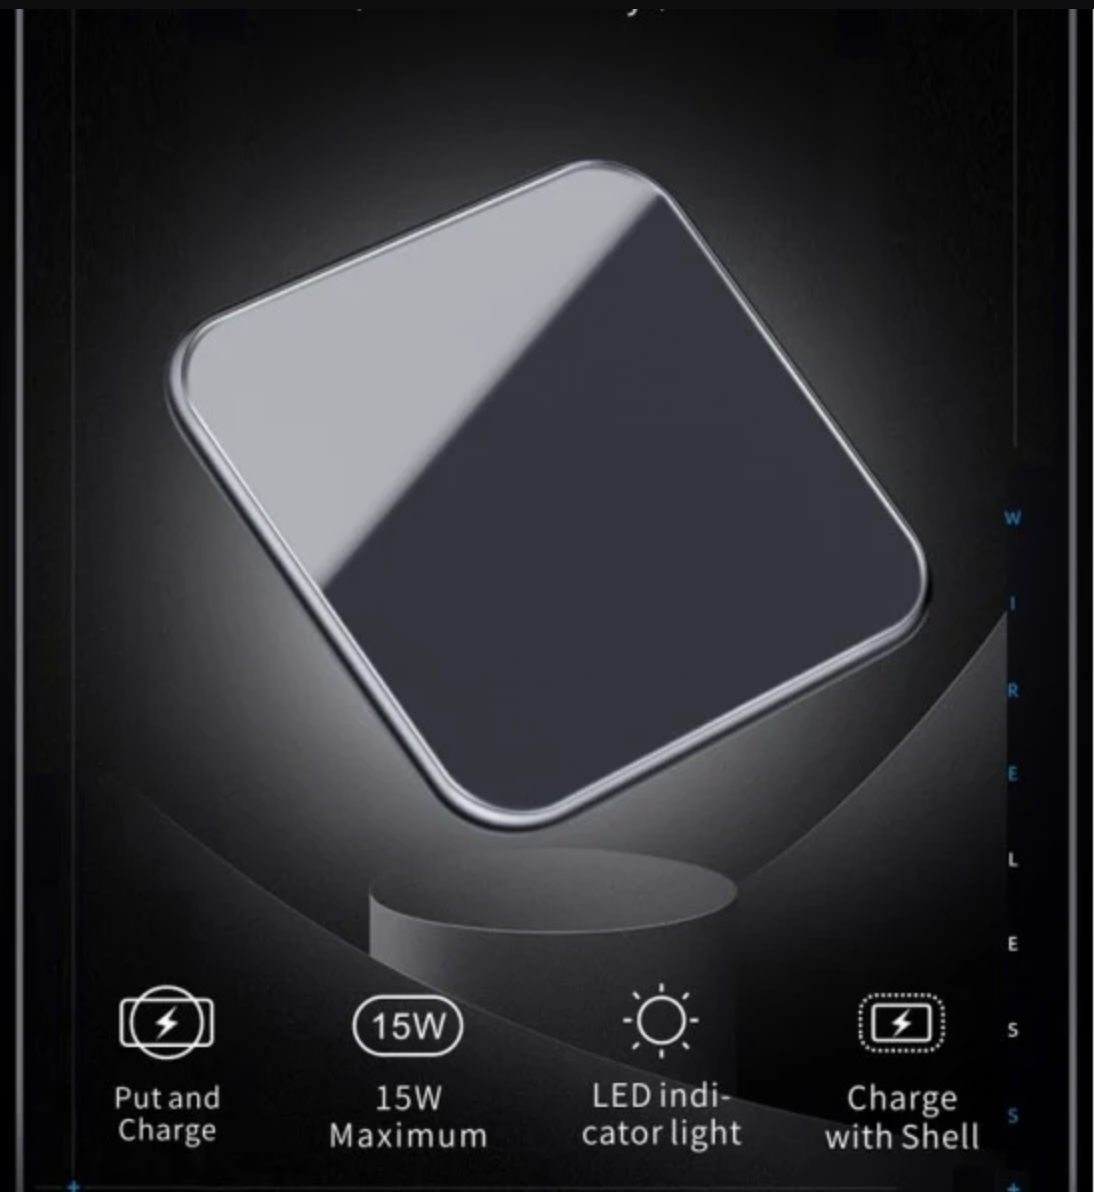 15W
Put and
Charge
15W
Maximum
LED indi-
cator light
Charge
with Shell
W
I
R
E
L
E
S
S